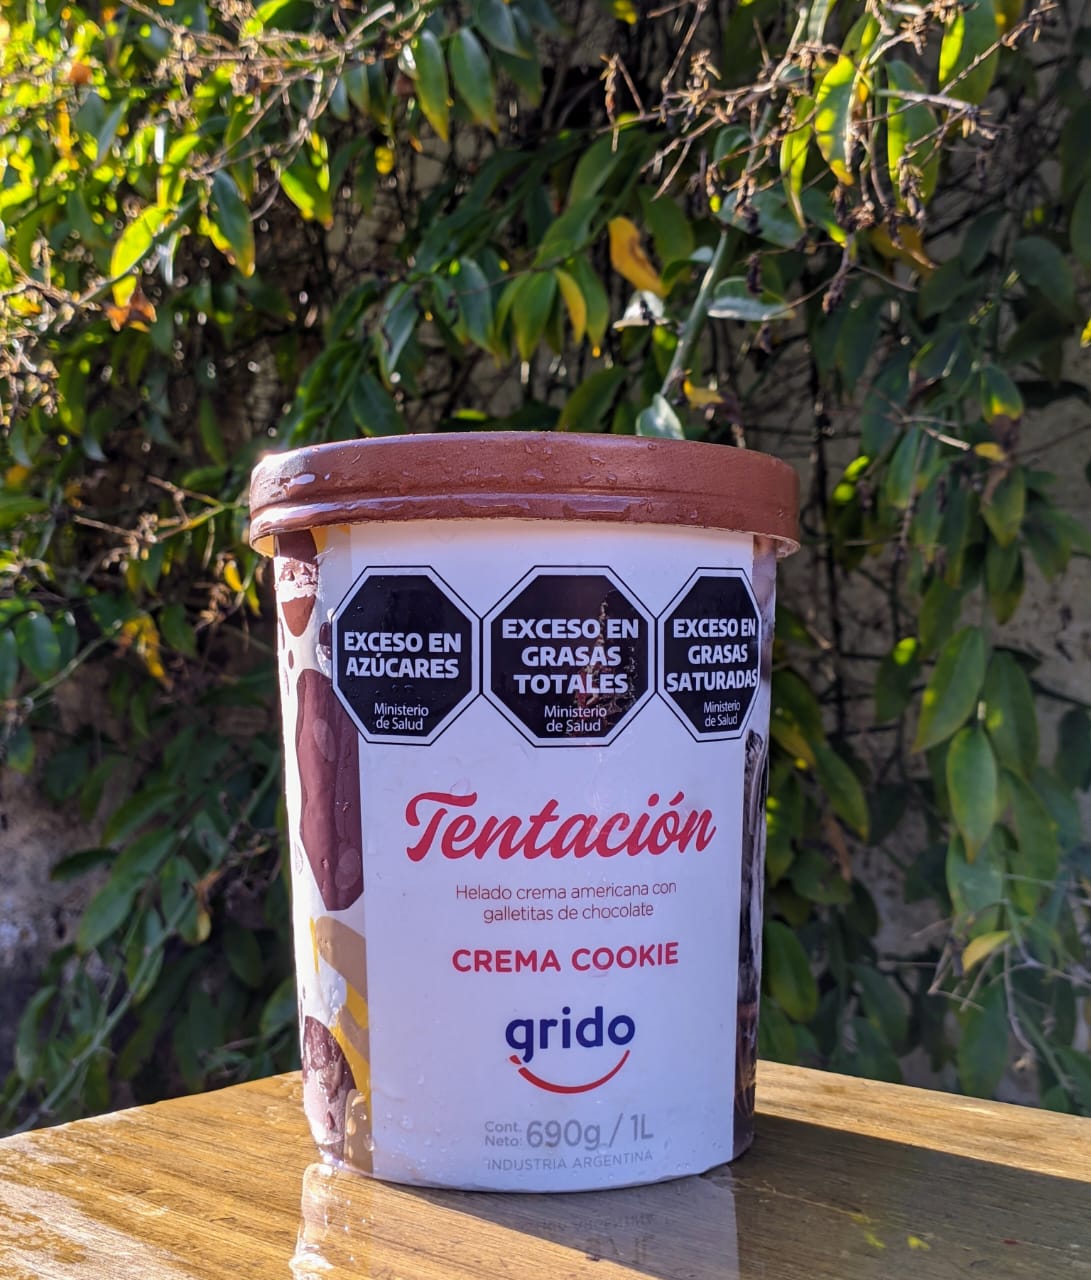 EXCESO EN
AZÚCARES
Ministerio
de Salud
EXCESO EN
GRASAS
TOTALES
Ministerio
de Salud
EXCESO EN
GRASAS
SATURADAS
Ministerio
de Salud
Tentación
Helado crema americana con
galletitas de chocolate
CREMA COOKIE
grido
Cont.
Neto: 690g / 1L
INDUSTRIA ARGENTINA